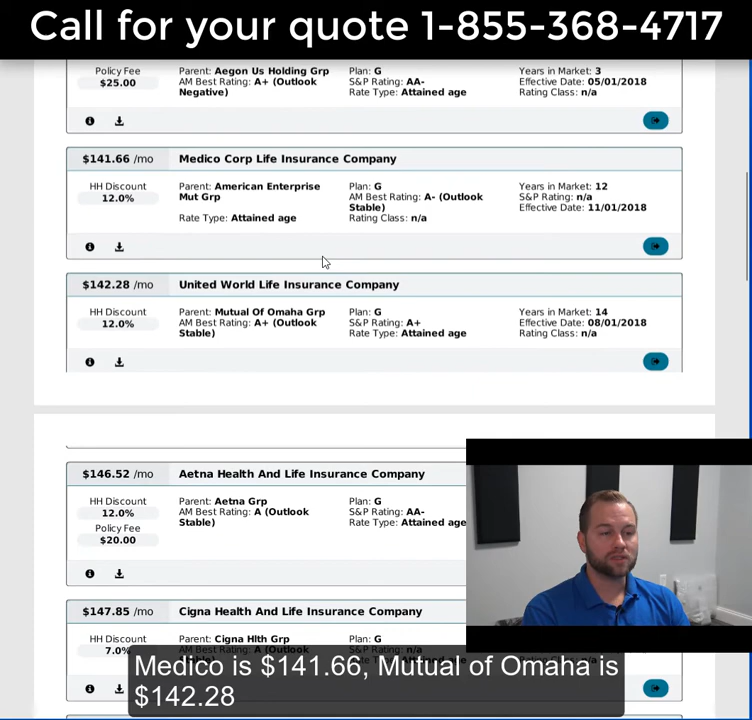 Call for your quote 1-855-368-4717
Policy Fee
$25.00
Parent: Aegon Us Holding Grp
AM Best Rating: A+ (Outlook
Negative)
Plan: G
S&P Rating: AA-
Rate Type: Attained age
Years in Market: 3
Effective Date: 05/01/2018
Rating Class: n/a
$141.66 /mo
Medico Corp Life Insurance Company
HH Discount
12.0%
Parent: American Enterprise
Mut Grp
Rate Type: Attained age
Plan: G
AM Best Rating: A- (Outlook
Stable)
Rating Class: n/a
Years in Market: 12
S&P Rating: n/a
Effective Date: 11/01/2018
$142.28 /mo
United World Life Insurance Company
HH Discount
12.0%
Parent: Mutual Of Omaha Grp
AM Best Rating: A+ (Outlook
Stable)
Plan: G
S&P Rating: A+
Rate Type: Attained age
Years in Market: 14
Effective Date: 08/01/2018
Rating Class: n/a
$146.52 /mo
Aetna Health And Life Insurance Company
HH Discount
12.0%
Policy Fee
$20.00
Parent: Aetna Grp
AM Best Rating: A (Outlook
Stable)
Plan: G
S&P Rating: AA-
Rate Type: Attained age
$147.85 /mo
Cigna Health And Life Insurance Company
HH Discount
7.0%
Parent: Cigna Hlth Grp
AM Best Rating: A (Outlook
Plan: G
S&P Rating: n/a
Medico is $141.66, Mutual of Omaha is
$142.28